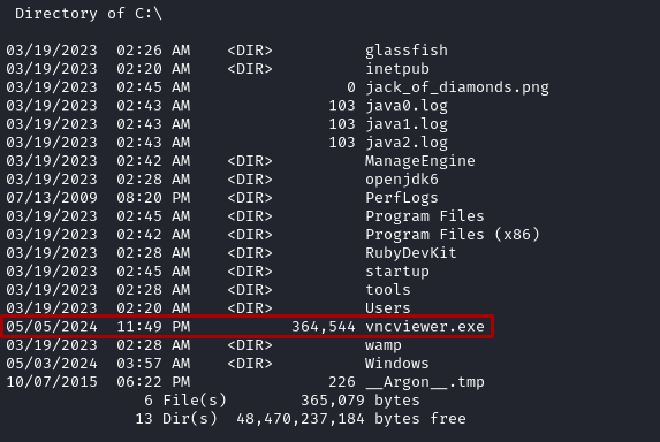 Directory of C:\
03/19/2023  02:26 AM    <DIR>          glassfish
03/19/2023  02:20 AM    <DIR>          inetpub
03/19/2023  02:45 AM                 0 jack_of_diamonds.png
03/19/2023  02:43 AM               103 java0.log
03/19/2023  02:43 AM               103 java1.log
03/19/2023  02:43 AM               103 java2.log
03/19/2023  02:42 AM    <DIR>          ManageEngine
03/19/2023  02:28 AM    <DIR>          openjdk6
07/13/2009  08:20 PM    <DIR>          PerfLogs
03/19/2023  02:45 AM    <DIR>          Program Files
03/19/2023  02:42 AM    <DIR>          Program Files (x86)
03/19/2023  02:28 AM    <DIR>          RubyDevKit
03/19/2023  02:45 AM    <DIR>          startup
03/19/2023  02:28 AM    <DIR>          tools
03/19/2023  02:20 AM    <DIR>          Users
05/05/2024  11:49 PM           364,544 vncviewer.exe
03/19/2023  02:28 AM    <DIR>          wamp
05/03/2024  03:57 AM    <DIR>          Windows
10/07/2015  06:22 PM               226 __Argon__.tmp
6 File(s)        365,079 bytes
13 Dir(s)  48,470,237,184 bytes free